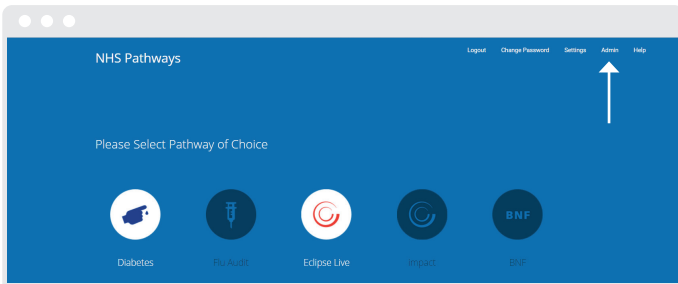 NHS Pathways
Logout Change Password Settings Admin Help
Please Select Pathway of Choice
BNF
Diabetes Flu Audit Eclipse Live Impact BNF